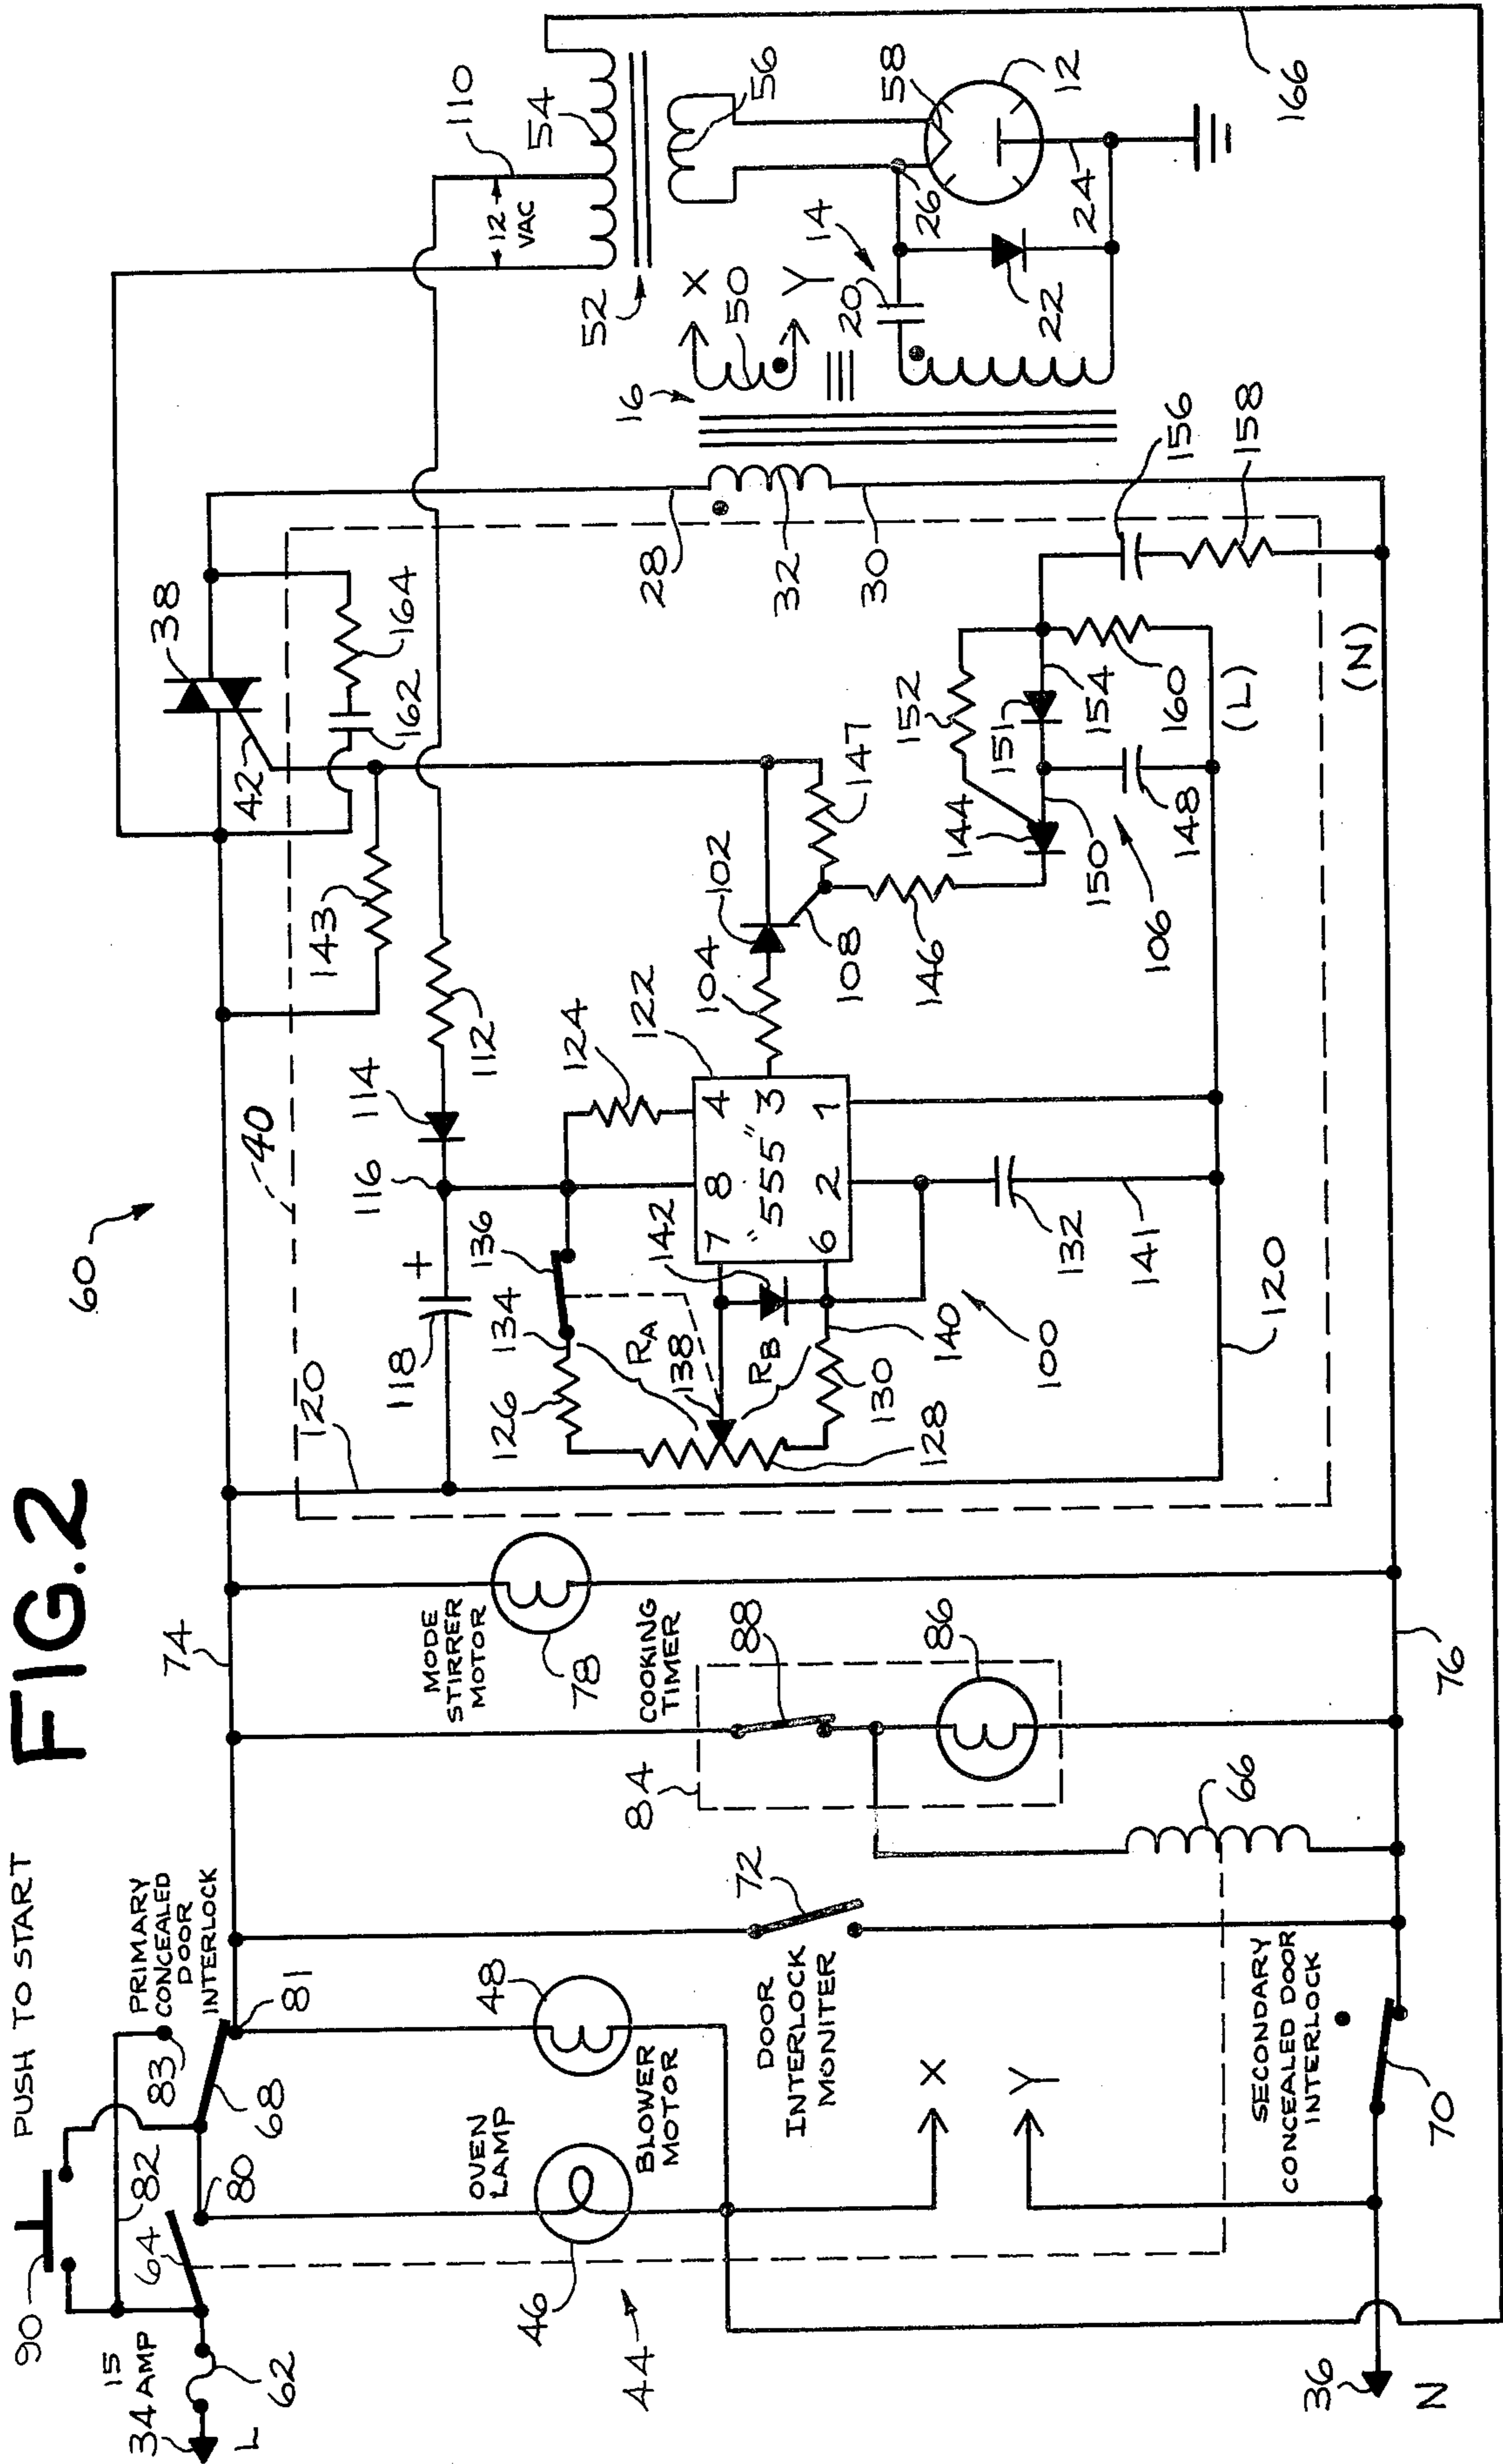 FIG.2
60
PUSH TO START
90
15
AMP
34
L
62
64
82
80
68
83
PRIMARY
CONCEALED
DOOR
INTERLOCK
81
74
44
46
OVEN
LAMP
48
BLOWER
MOTOR
X
Y
DOOR
INTERLOCK
MONITER
72
SECONDARY
CONCEALED DOOR
INTERLOCK
70
36
N
66
84
COOKING
TIMER
88
86
76
MODE
STIRRER
MOTOR
78
40
120
118
+
116
114
112
143
42
38
162
164
126
134
136
RA
138
RB
128
130
140
142
124
122
7
8
4
"555"
3
6
2
1
100
132
141
120
104
102
108
147
146
144
150
106
148
152
151
154
160
(L)
(N)
156
158
28
32
30
16
52
X
50
Y
20
14
22
26
24
12
58
56
54
110
12
VAC
166